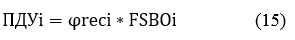 ПДУi = φreci * FSBOi (15)